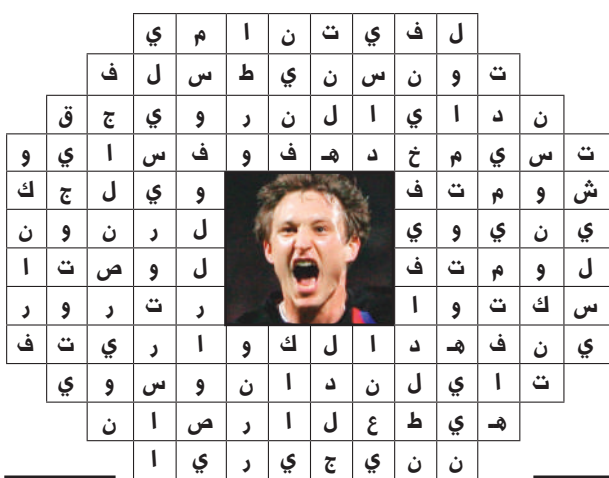 ل ف ي ت ن ا م ي
ت و ن س ن ي ط س ل ف
ن د ا ي ا ل ن ر و ي ج ق
ت س ي م خ د هـ ف و ف س ا ي و
ش و م ت ف و ي ل ج ك
ي ن ي و ي ل ر ن و ن
ل و م ت ف ل و ص ت ا
س ك ت و ا ر ت ر و ر
ي ن ف هـ د ا ل ك و ا ر ي ت ف
ت ا ي ل ن د ا ن و س و ي
هـ ي ط ع ل ا ر ص ا ن
ن ن ي ج ي ر ي ا